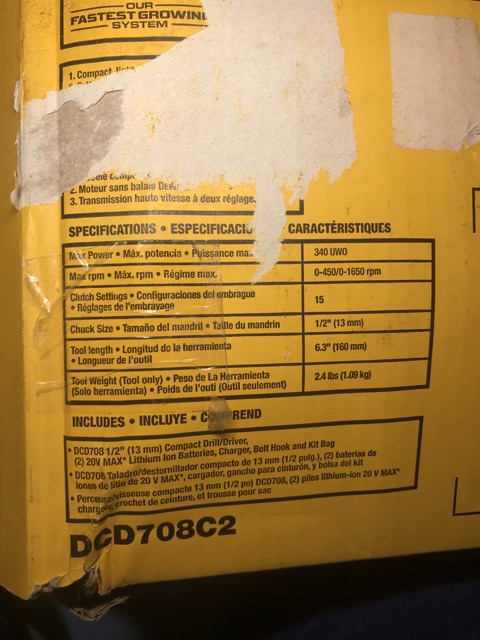 OUR
FASTEST GROWIN
SYSTEM
1. Compact,
2. Moteur sans balais
3. Transmission haute vitesse à deux réglage
SPECIFICATIONS • ESPECIFICACIO CARACTÉRISTIQUES
Max Power • Máx. potencia • Puissance max. 340 UWO
Max rpm • Máx. rpm • Régime max. 0-450/0-1650 rpm
Clutch Settings • Configuraciones del embrague
• Réglages de l'embrayage 15
Chuck Size • Tamaño del mandril • Taille du mandrin 1/2" (13 mm)
Tool length • Longitud de la herramienta
• Longueur de l'outil 6.3" (160 mm)
Tool Weight (Tool only) • Peso de La Herramienta
(Solo herramienta) • Poids de l'outi (Outil seulement) 2.4 lbs (1.09 kg)
INCLUDES • INCLUYE • COMPREND
• DCD708 1/2" (13 mm) Compact Drill/Driver,
(2) 20V MAX* Lithium Ion Batteries, Charger, Belt Hook and Kit Bag
• DCD708 Taladro/destornillador compacto de 13 mm (1/2 pulg.), (2) baterías de
iones de litio de 20 V MAX*, cargador, gancho para cinturón, y bolsa del kit
• Perceuse/visseuse compacte 13 mm (1/2 po) DCD708, (2) piles lithium-ion 20 V MAX*
chargeur, crochet de ceinture, et trousse pour sac
DCD708C2